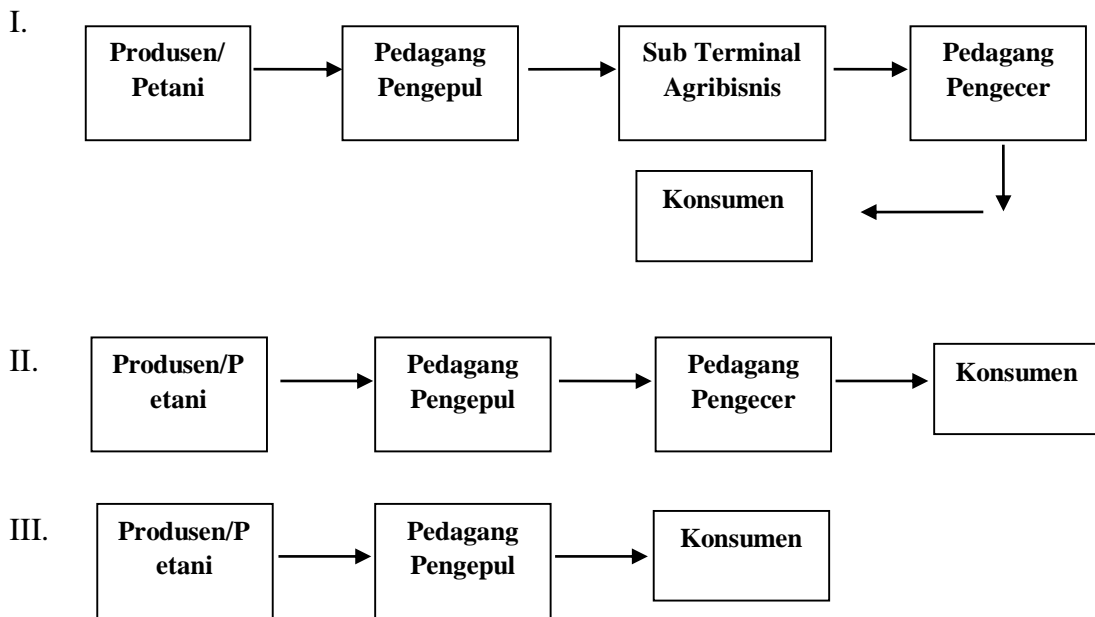 I.
Produsen/
Petani
Pedagang
Pengepul
Sub Terminal
Agribisnis
Pedagang
Pengecer
Konsumen
II.
Produsen/P
etani
Pedagang
Pengepul
Pedagang
Pengecer
Konsumen
III.
Produsen/P
etani
Pedagang
Pengepul
Konsumen